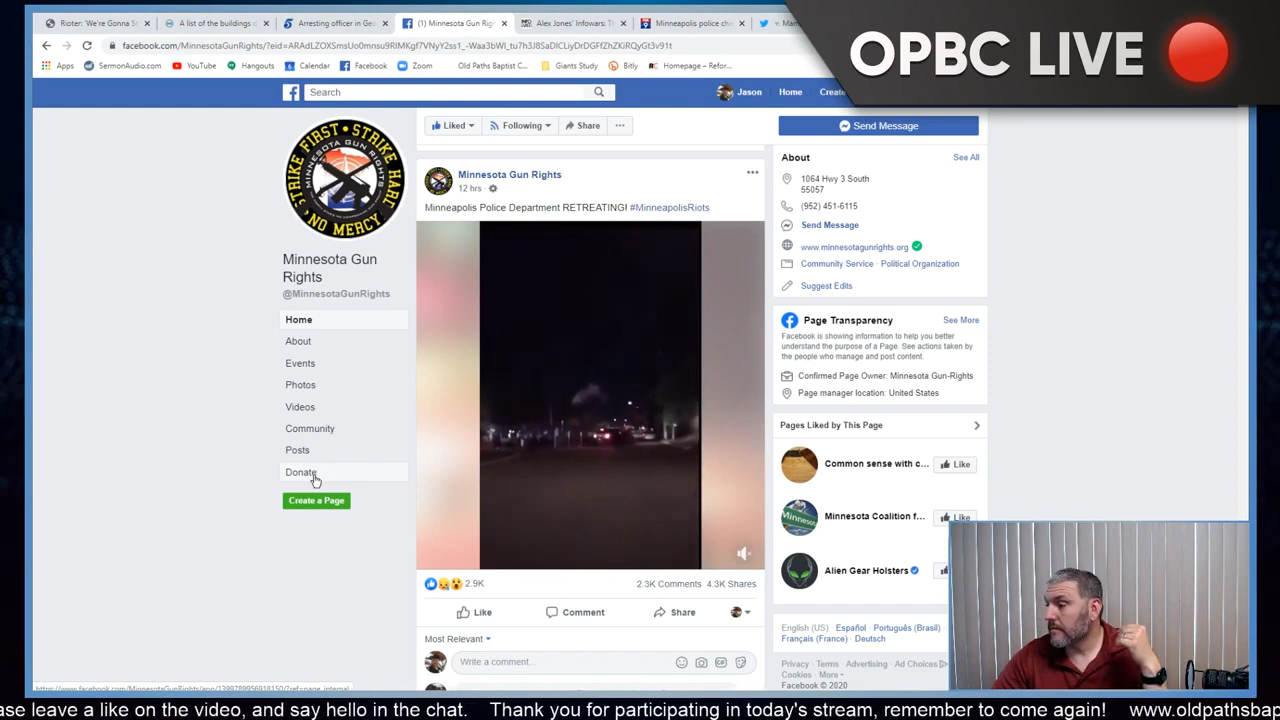 Rioter: 'We're Gonna S
A list of the buildings d
Arresting officer in Geo
(1) Minnesota Gun Rig
Alex Jones' Infowars: Th
Minneapolis police chie
OPBC LIVE
Apps
SermonAudio.com
YouTube
Hangouts
Calendar
Facebook
Zoom
Old Paths Baptist C...
Giants Study
Bitly
Homepage – Refor...
Search
Jason
Home
Create
Liked
Following
Share
Send Message
STRIKE FIRST • STRIKE HARD
MINNESOTA GUN RIGHTS
NO MERCY
Minnesota Gun
Rights
@MinnesotaGunRights
Home
About
Events
Photos
Videos
Community
Posts
Donate
Create a Page
Minnesota Gun Rights
12 hrs
Minneapolis Police Department RETREATING! #MinneapolisRiots
2.9K
2.3K Comments 4.3K Shares
Like
Comment
Share
Most Relevant
Write a comment...
GIF
About
See All
1064 Hwy 3 South
55057
(952) 451-6115
Send Message
www.minnesotagunrights.org
Community Service · Political Organization
Suggest Edits
Page Transparency
See More
Facebook is showing information to help you better
understand the purpose of a Page. See actions taken by
the people who manage and post content.
Confirmed Page Owner: Minnesota Gun-Rights
Page manager location: United States
Pages Liked by This Page
Common sense with c...
Like
Minnesota Coalition f...
Like
Alien Gear Holsters
English (US) · Español · Português (Brasil) ·
Français (France) · Deutsch
Privacy · Terms · Advertising · Ad Choices
Cookies · More
Facebook © 2020
ase leave a like on the video, and say hello in the chat. Thank you for participating in today's stream, remember to come again! www.oldpathsbap